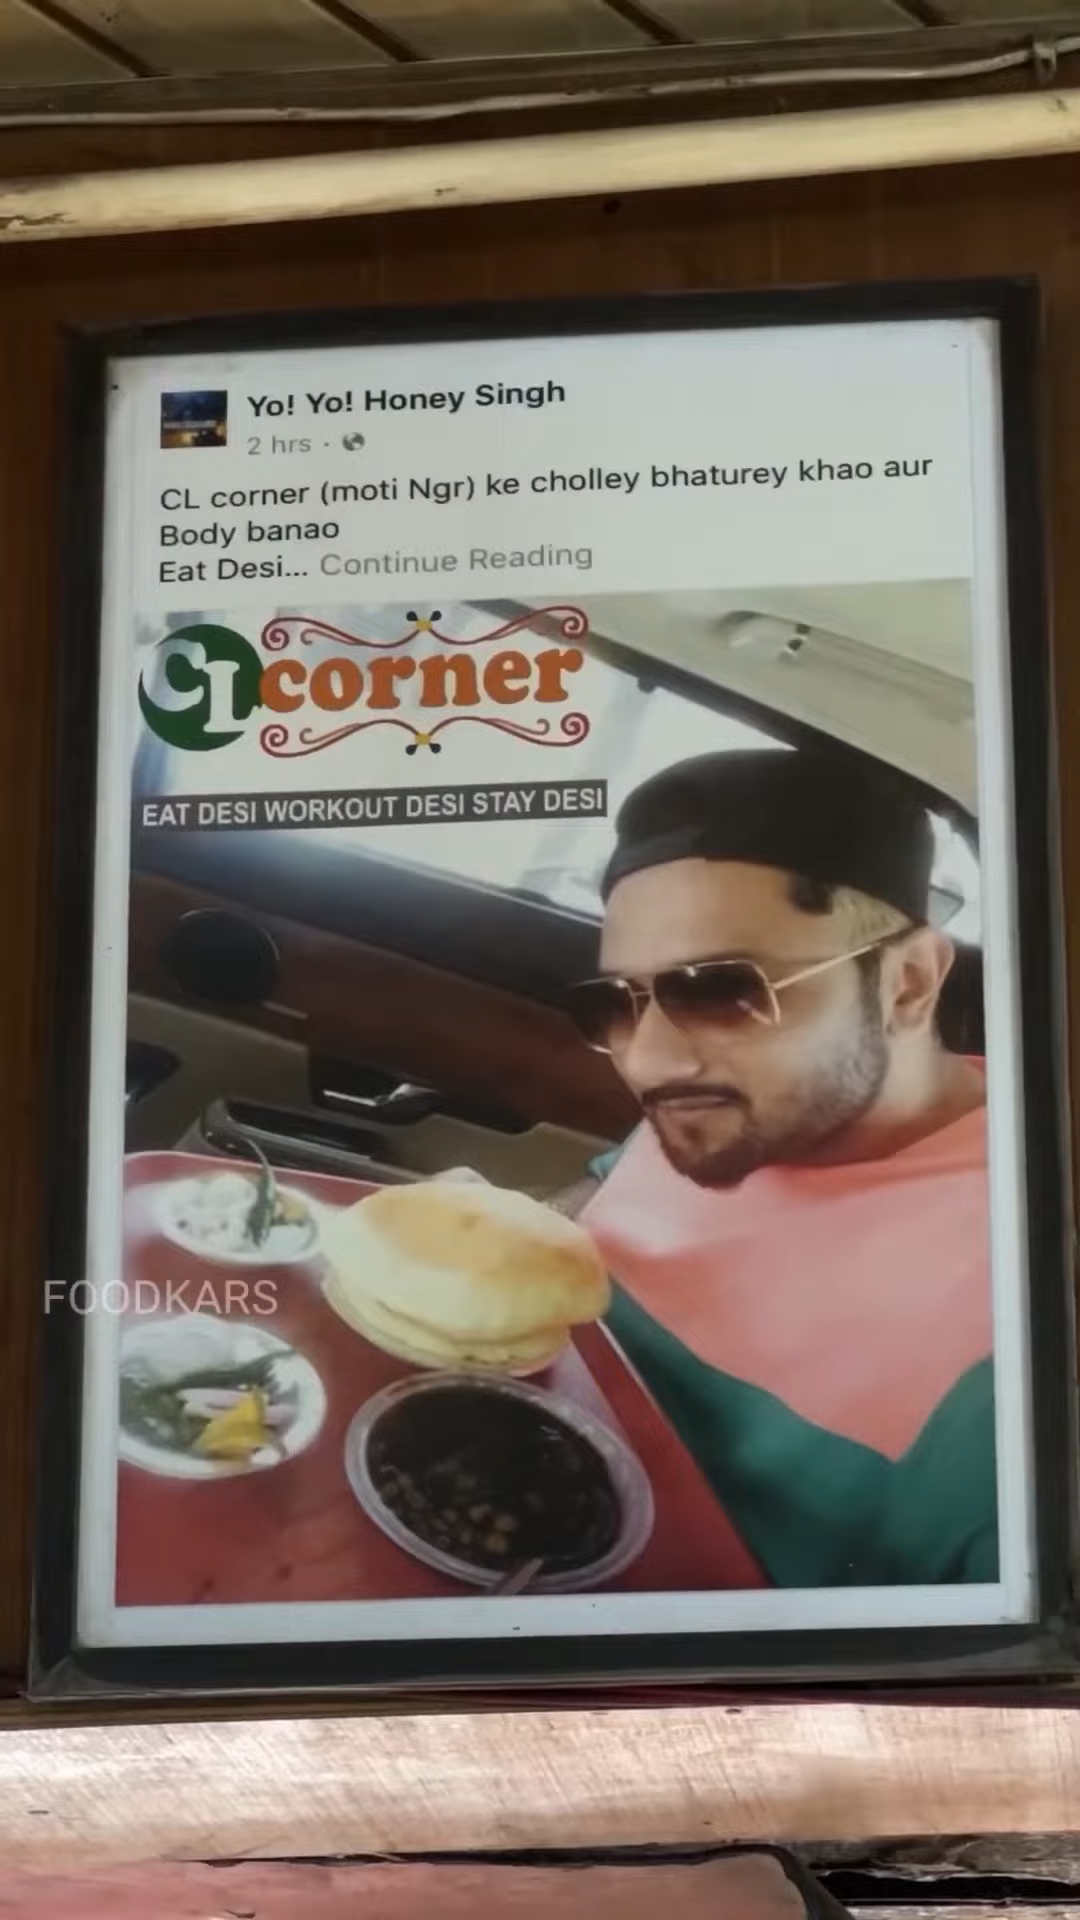 Yo! Yo! Honey Singh
2 hrs ·
CL corner (moti Ngr) ke cholley bhaturey khao aur
Body banao
Eat Desi... Continue Reading
CL corner
EAT DESI WORKOUT DESI STAY DESI
FOODKARS